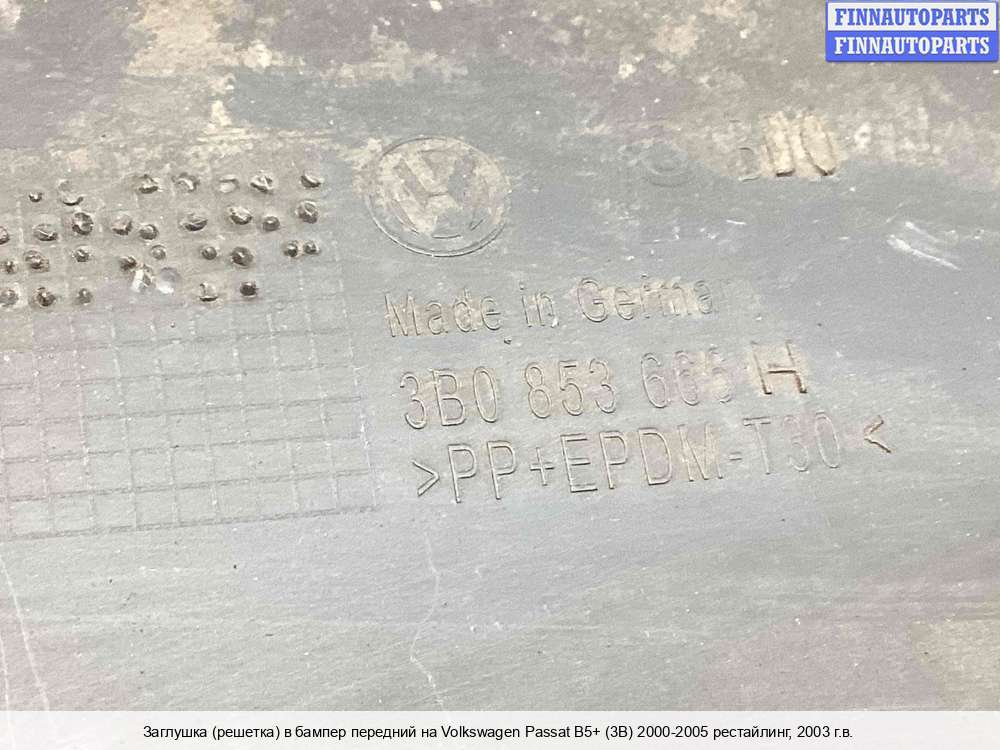 FINNAUTOPARTS
FINNAUTOPARTS
Made in German
3B0 853 665 H
>PP+EPDM-T30<
Заглушка (решетка) в бампер передний на Volkswagen Passat B5+ (3B) 2000-2005 рестайлинг, 2003 г.в.